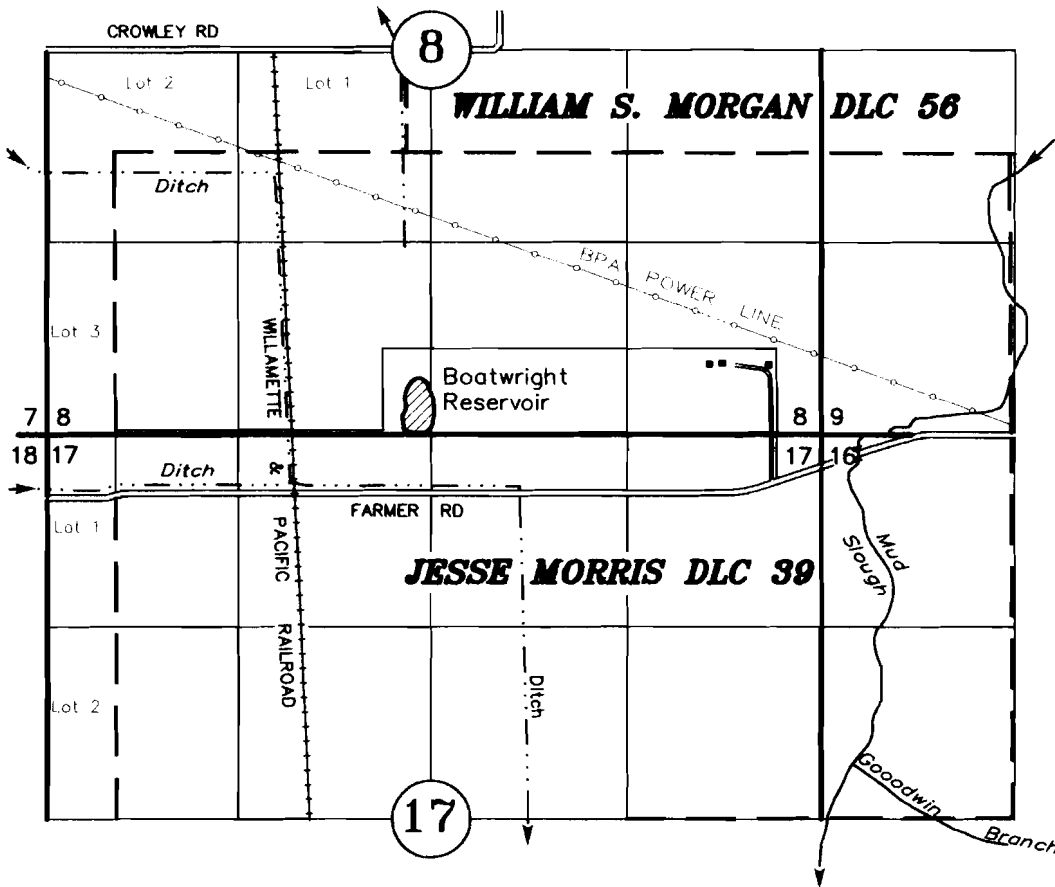 CROWLEY RD
8
Lot 2
Lot 1
WILLIAM S. MORGAN DLC 56
Ditch
BPA POWER LINE
Lot 3
WILLAMETTE & PACIFIC RAILROAD
Boatwright
Reservoir
7 8
8 9
18 17
17 16
Ditch
FARMER RD
Lot 1
JESSE MORRIS DLC 39
Mud
Slough
Lot 2
Ditch
17
Gooodwin Branch